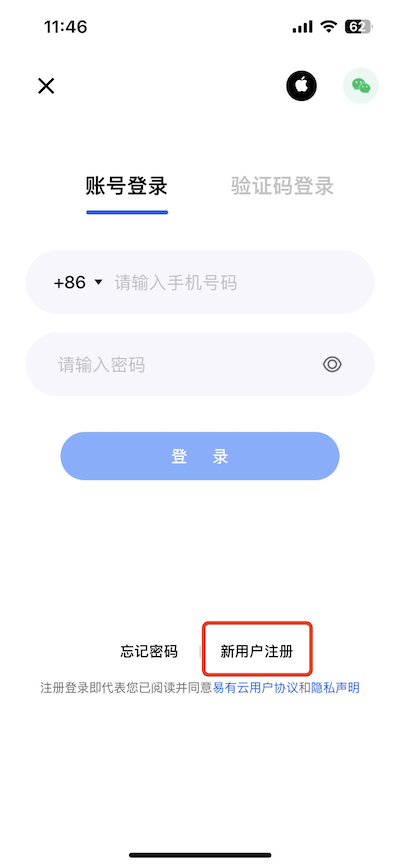 11:46
62
账号登录 验证码登录
+86 请输入手机号码
请输入密码
登 录
忘记密码 | 新用户注册
注册登录即代表您已阅读并同意易有云用户协议和隐私声明